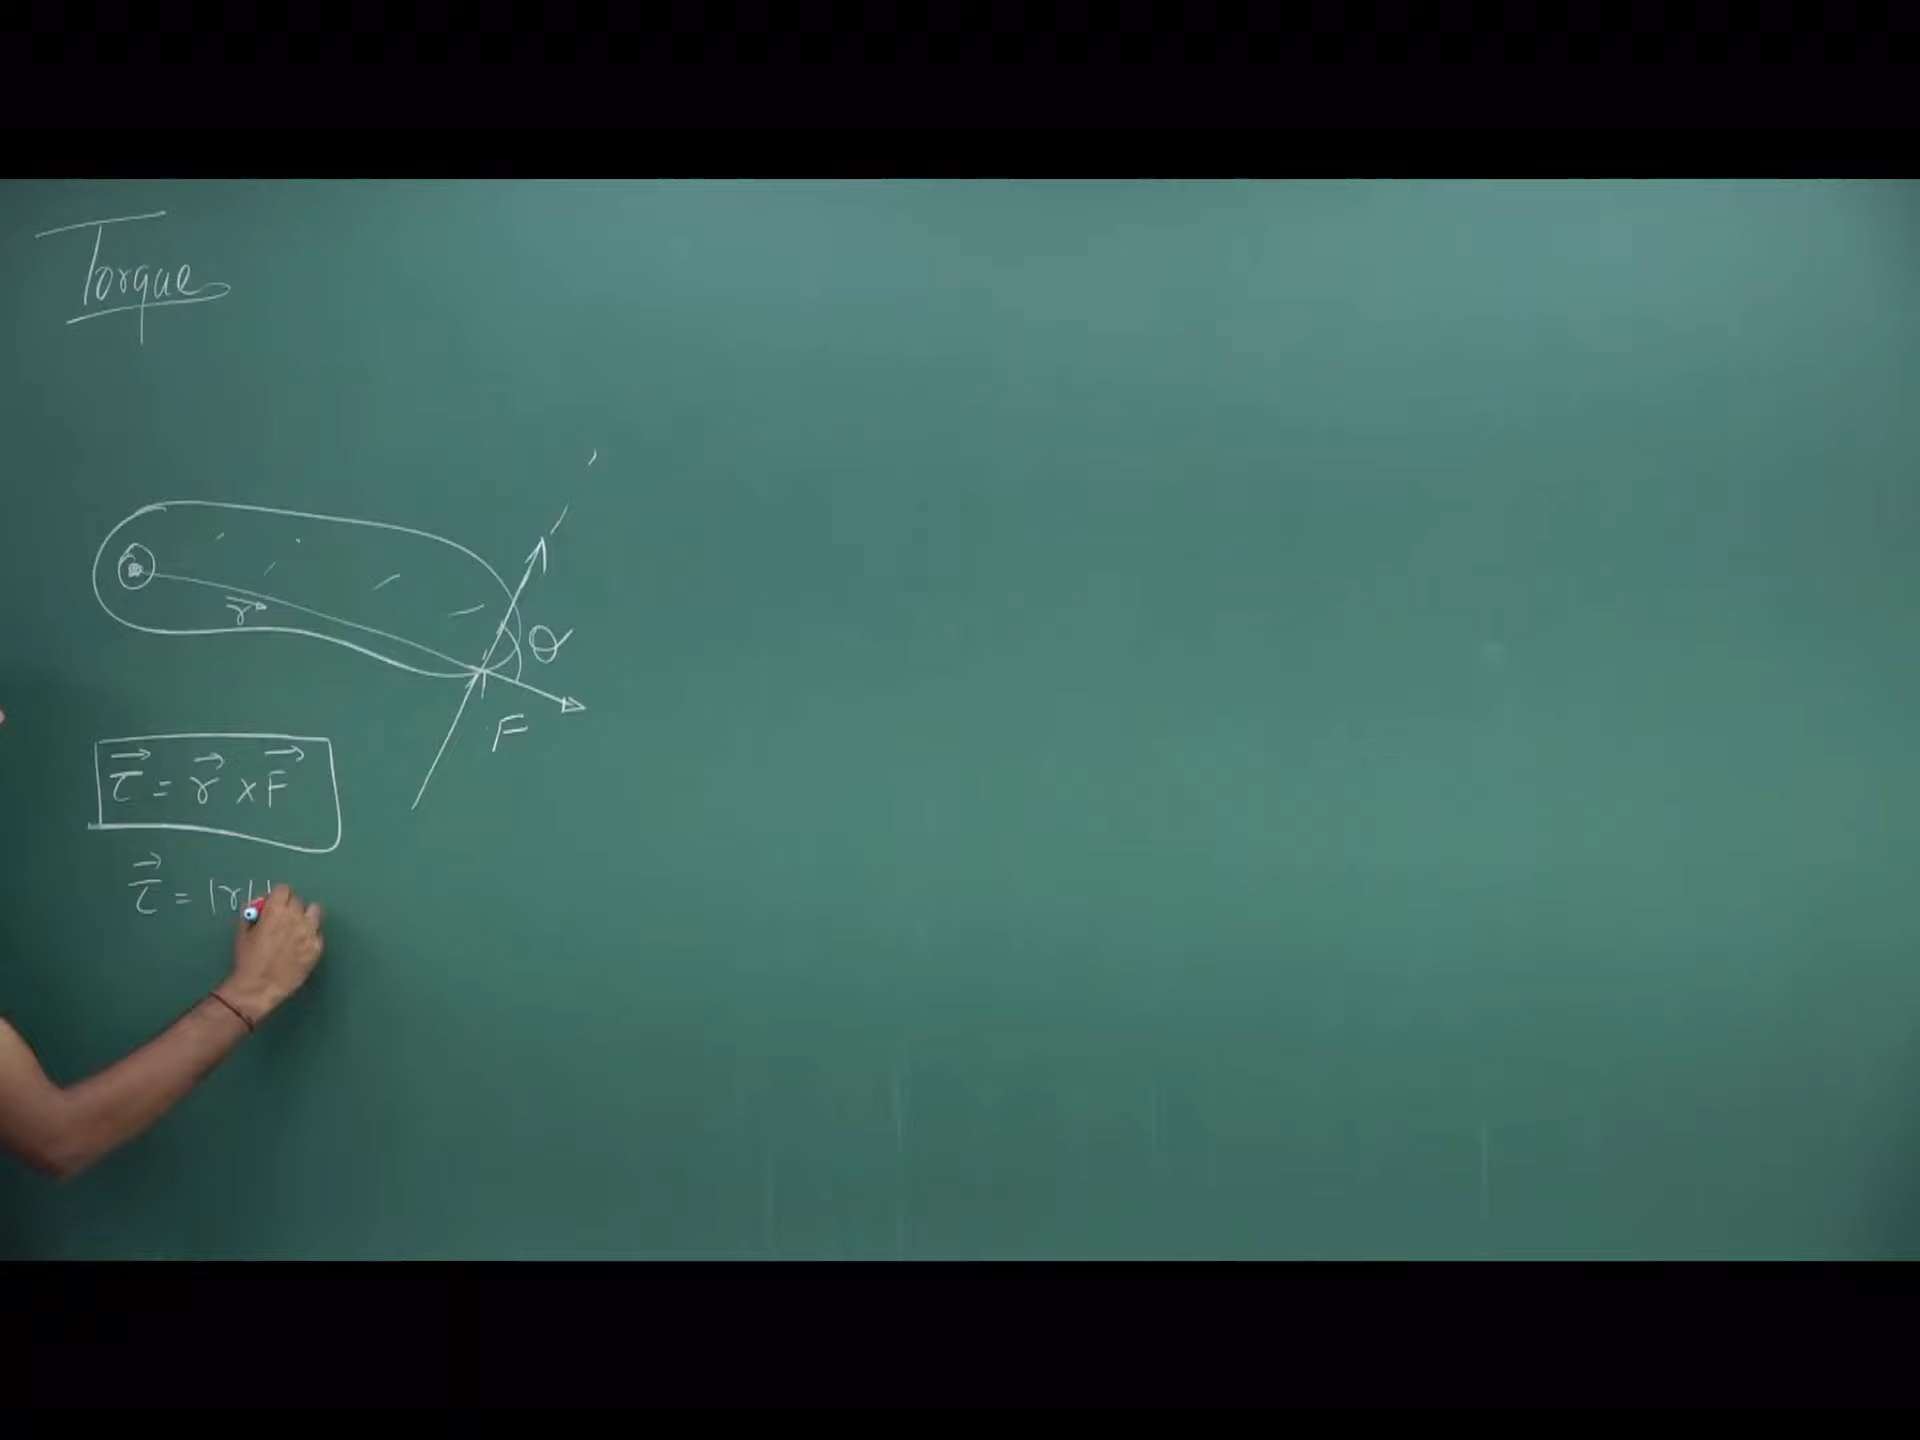 Torque
r⃗
θ
F
τ⃗ = r⃗ × F⃗
τ⃗ = |r||